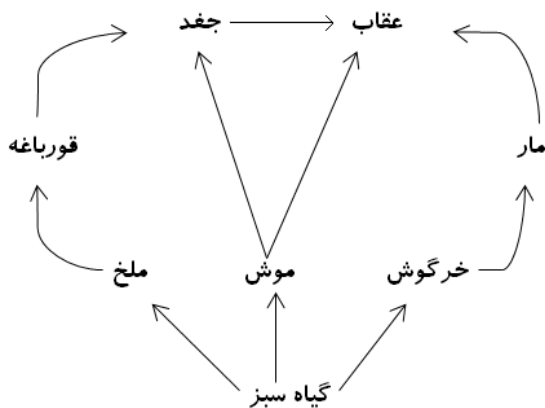 عقاب
جغد
مار
قورباغه
خرگوش
موش
ملخ
گیاه سبز